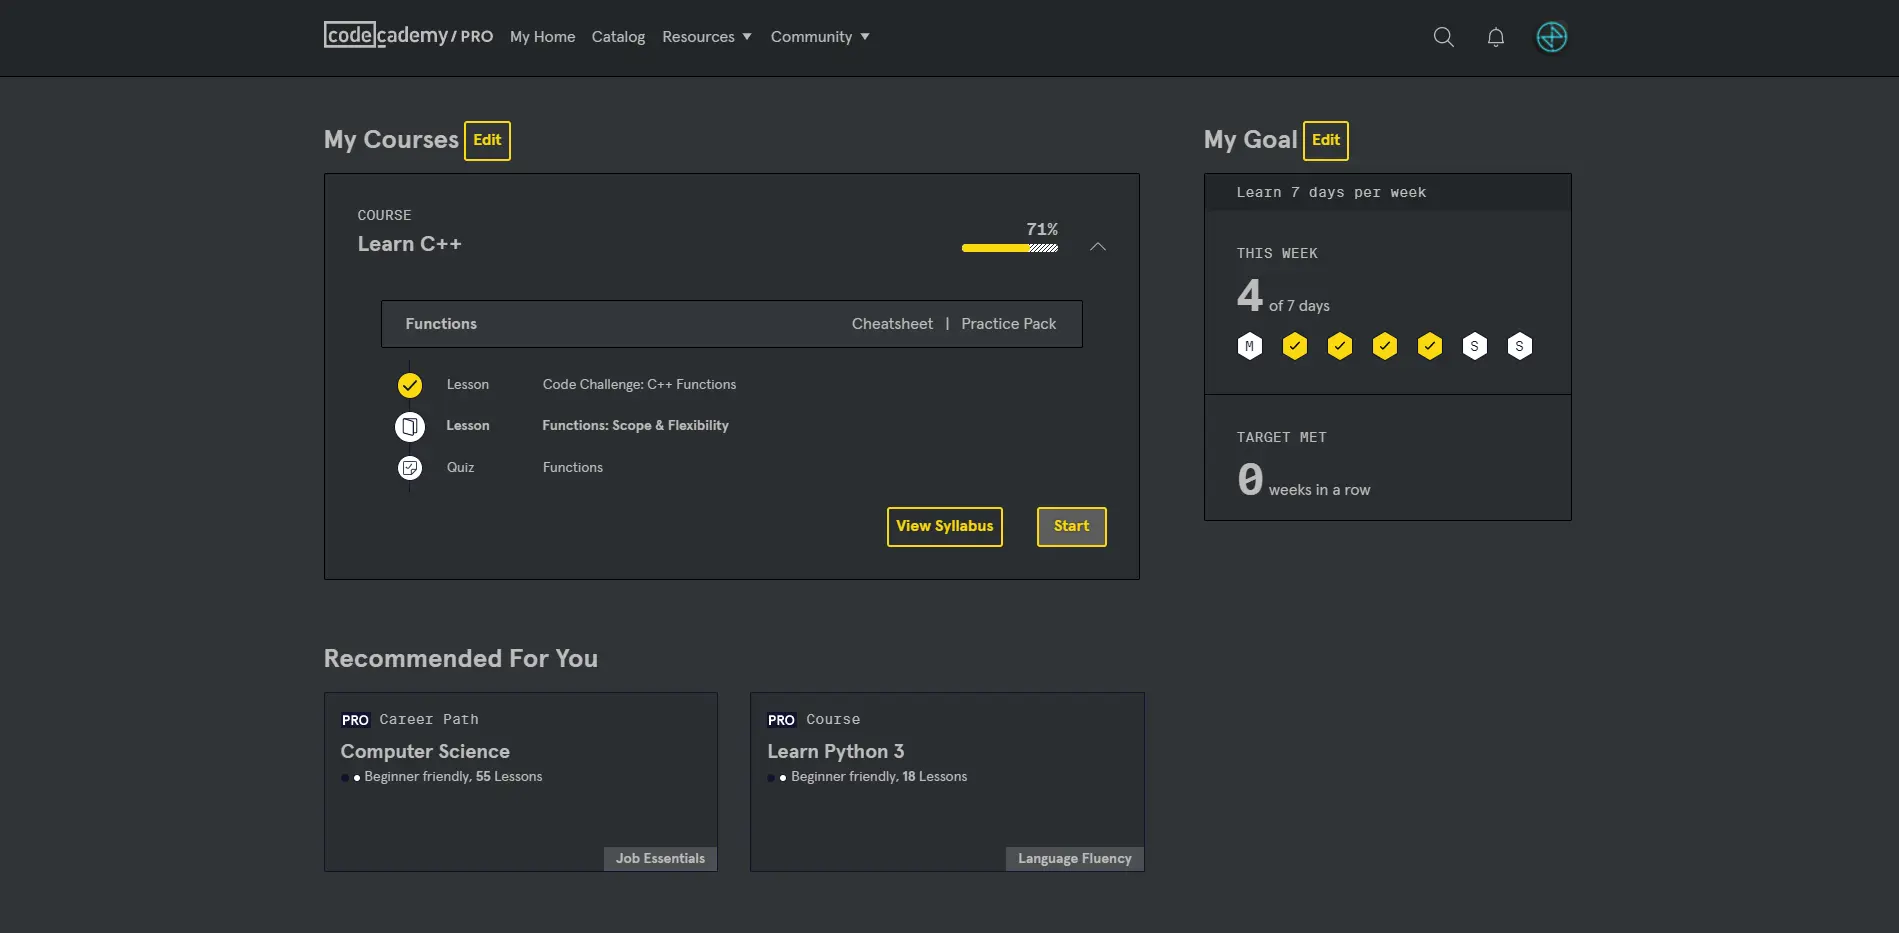 codecademy / PRO My Home Catalog Resources Community
My Courses Edit
COURSE
Learn C++
71%
Functions Cheatsheet | Practice Pack
Lesson Code Challenge: C++ Functions
Lesson Functions: Scope & Flexibility
Quiz Functions
View Syllabus Start
My Goal Edit
Learn 7 days per week
THIS WEEK
4 of 7 days
M S S
TARGET MET
0 weeks in a row
Recommended For You
PRO Career Path
Computer Science
Beginner friendly, 55 Lessons
Job Essentials
PRO Course
Learn Python 3
Beginner friendly, 18 Lessons
Language Fluency